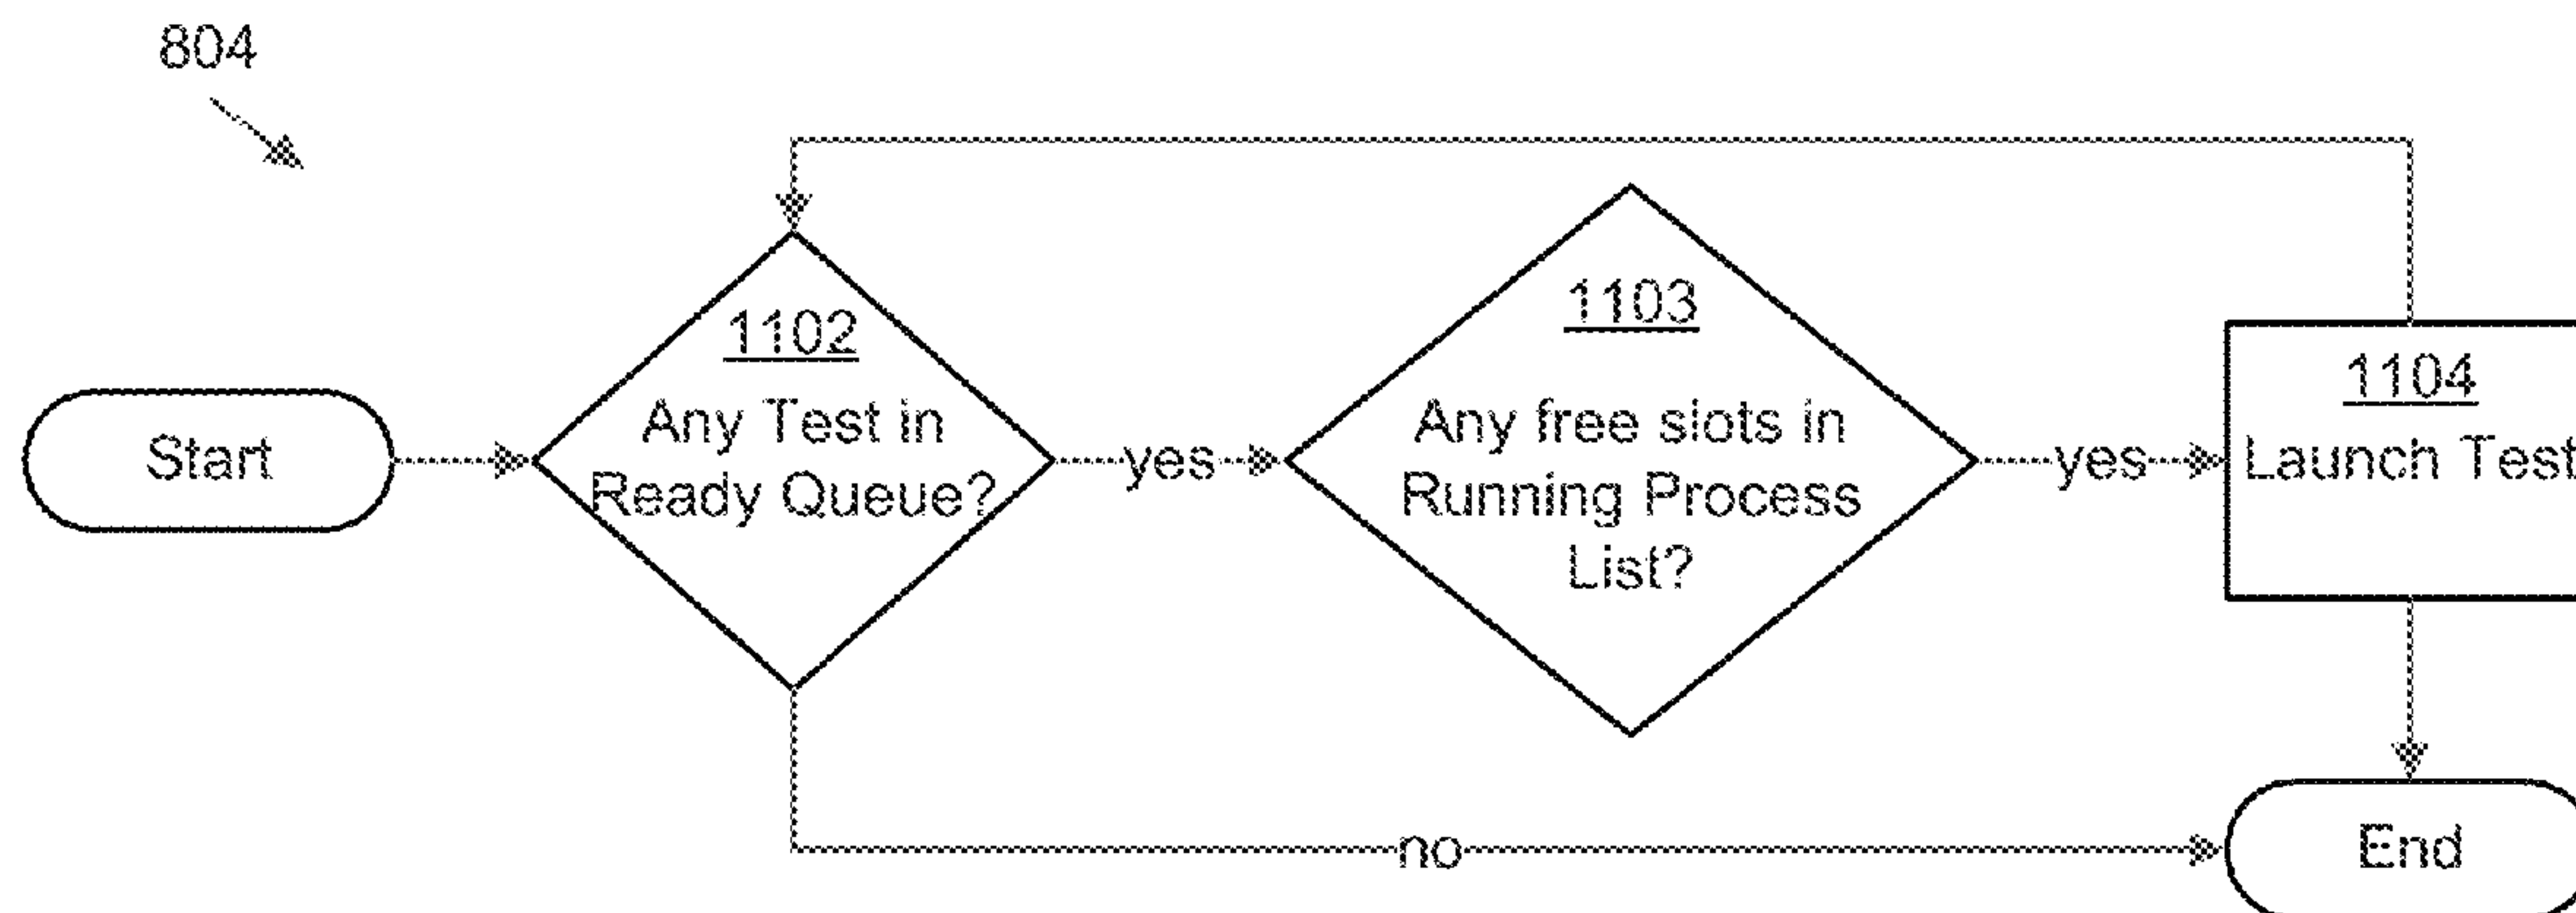 804
Start
1102
Any Test in
Ready Queue?
yes
1103
Any free slots in
Running Process
List?
yes
1104
Launch Test
no
End